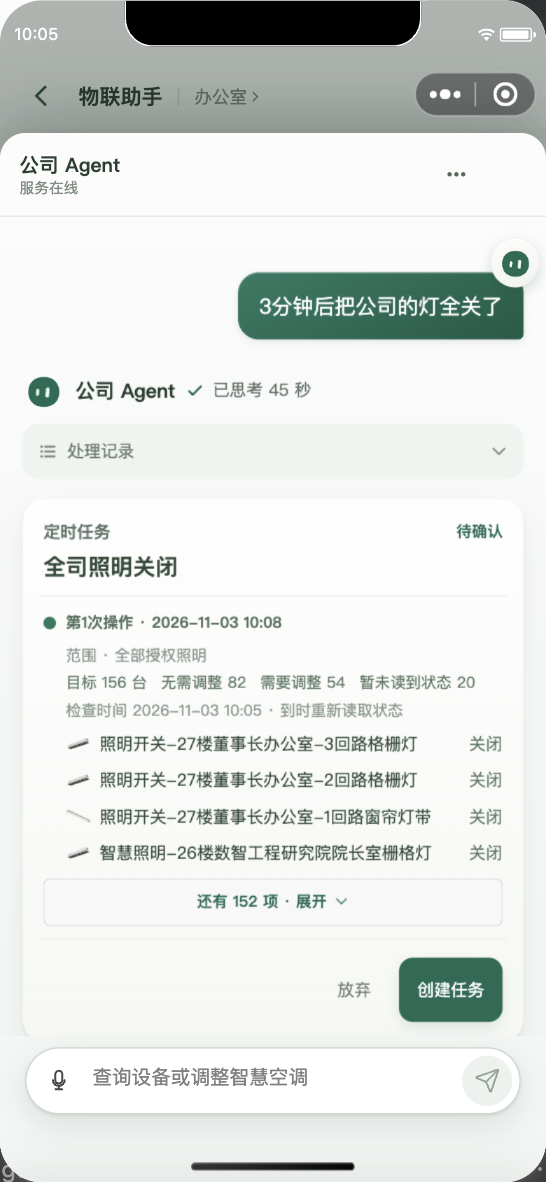 10:05
物联助手 办公室
公司 Agent
服务在线
3分钟后把公司的灯全关了
公司 Agent 已思考 45 秒
处理记录
定时任务 待确认
全司照明关闭
第1次操作 · 2026-11-03 10:08
范围 · 全部授权照明
目标 156 台 无需调整 82 需要调整 54 暂未读到状态 20
检查时间 2026-11-03 10:05 · 到时重新读取状态
照明开关-27楼董事长办公室-3回路格栅灯 关闭
照明开关-27楼董事长办公室-2回路格栅灯 关闭
照明开关-27楼董事长办公室-1回路窗帘灯带 关闭
智慧照明-26楼数智工程研究院院长室栅格灯 关闭
还有 152 项 · 展开
放弃 创建任务
查询设备或调整智慧空调